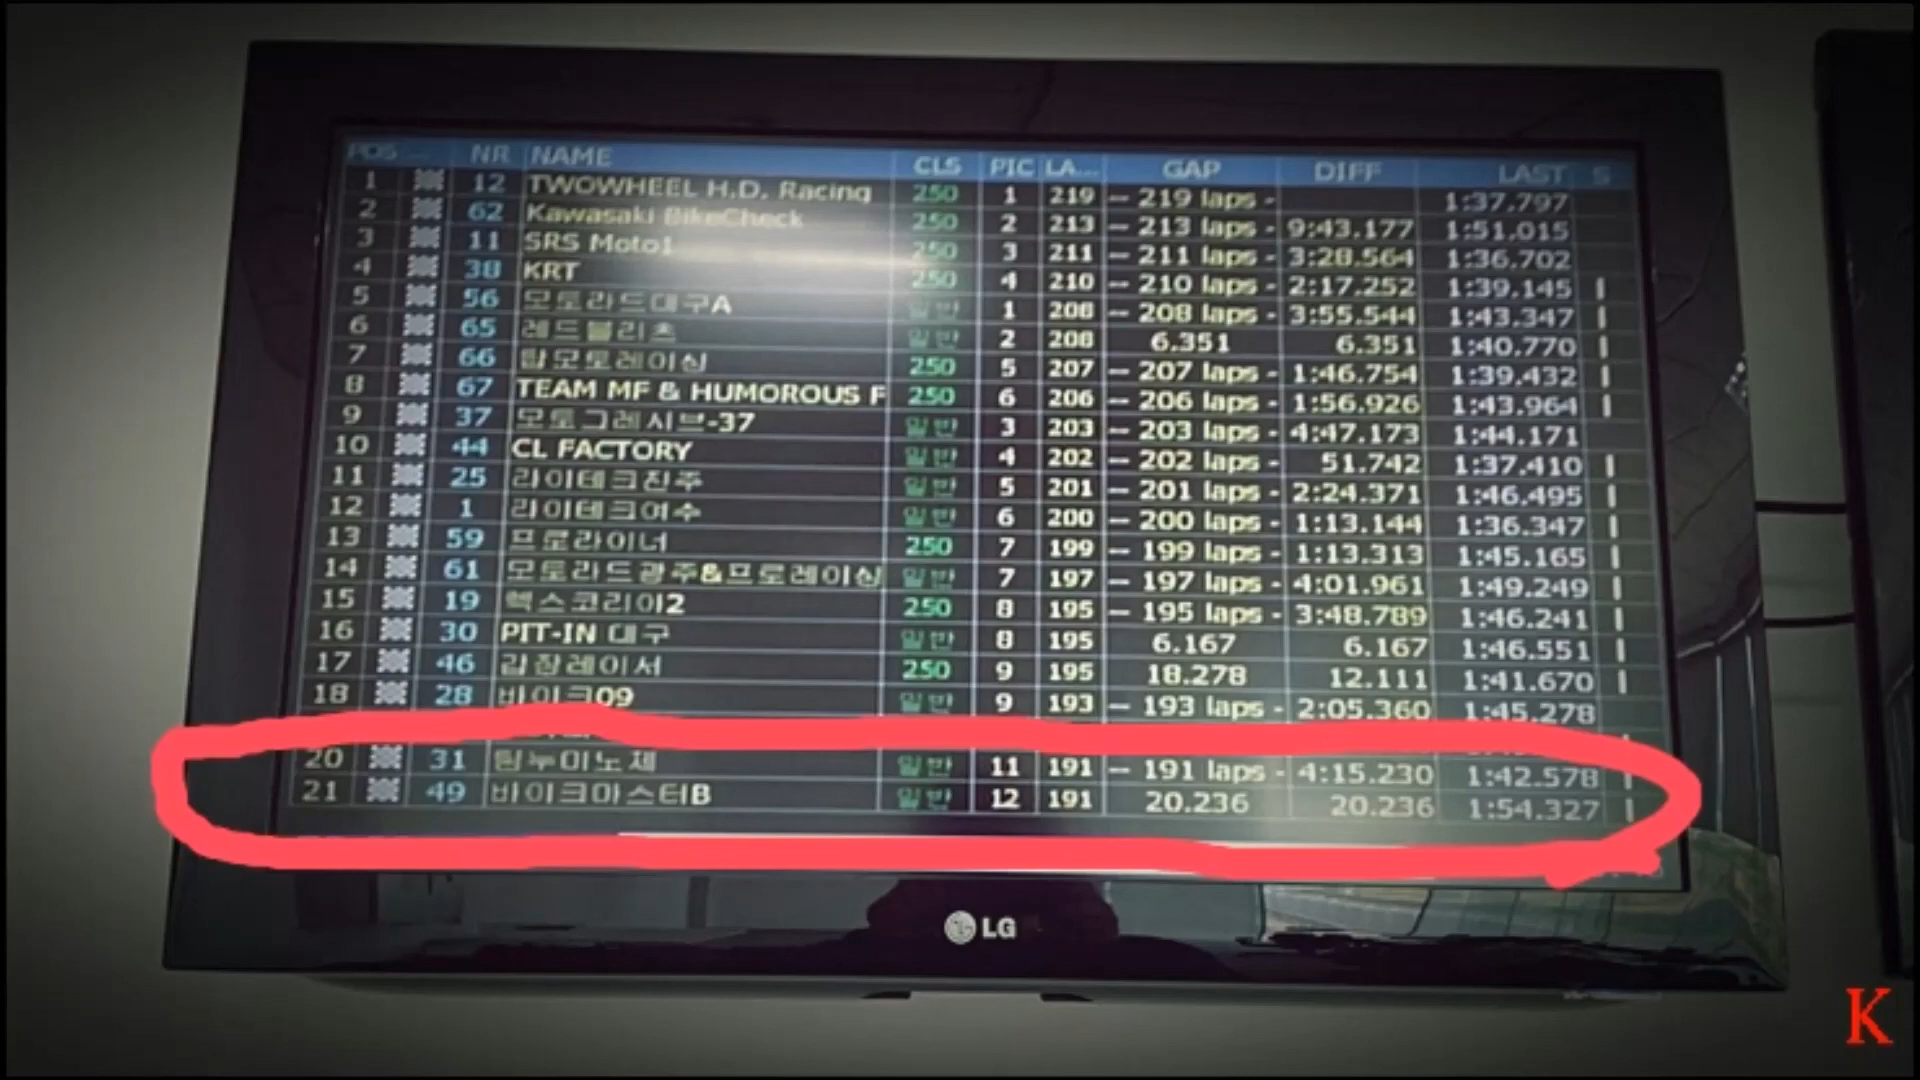 POS NR NAME CLS PIC LA... GAP DIFF LAST S
1 12 TWOWHEEL H.D. Racing 250 1 219 -- 219 laps - 1:37.797
2 62 Kawasaki BikeCheck 250 2 213 -- 213 laps - 9:43.177 1:51.015
3 11 SRS Moto1 250 3 211 -- 211 laps - 3:28.564 1:36.702
4 38 KRT 250 4 210 -- 210 laps - 2:17.252 1:39.145
5 56 모토라드대구A 일반 1 208 -- 208 laps - 3:55.544 1:43.347
6 65 레드블리츠 일반 2 208 6.351 6.351 1:40.770
7 66 탑모토레이싱 250 5 207 -- 207 laps - 1:46.754 1:39.432
8 67 TEAM MF & HUMOROUS F 250 6 206 -- 206 laps - 1:56.926 1:43.964
9 37 모토그레시브-37 일반 3 203 -- 203 laps - 4:47.173 1:44.171
10 44 CL FACTORY 일반 4 202 -- 202 laps - 51.742 1:37.410
11 25 라이테크진주 일반 5 201 -- 201 laps - 2:24.371 1:46.495
12 1 라이테크여수 일반 6 200 -- 200 laps - 1:13.144 1:36.347
13 59 프로라이너 250 7 199 -- 199 laps - 1:13.313 1:45.165
14 61 모토라드광주&프로레이싱 일반 7 197 -- 197 laps - 4:01.961 1:49.249
15 19 헥스코리아2 250 8 195 -- 195 laps - 3:48.789 1:46.241
16 30 PIT-IN 대구 일반 8 195 6.167 6.167 1:46.551
17 46 감장레이서 250 9 195 18.278 12.111 1:41.670
18 28 바이크09 일반 9 193 -- 193 laps - 2:05.360 1:45.278
20 31 팀누미노제 일반 11 191 -- 191 laps - 4:15.230 1:42.578
21 49 바이크마스터B 일반 12 191 20.236 20.236 1:54.327
LG
K